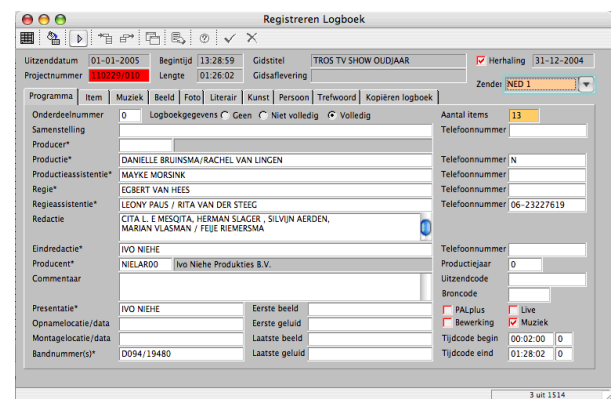 Registreren Logboek
Uitzenddatum 01-01-2005 Begintijd 13:28:59 Gidstitel TROS TV SHOW OUDJAAR Herhaling 31-12-2004
Projectnummer 110229/010 Lengte 01:26:02 Gidsaflevering Zender NED 1
Programma Item Muziek Beeld Foto Literair Kunst Persoon Trefwoord Kopiëren logboek
Onderdeelnummer 0 Logboekgegevens Geen Niet volledig Volledig Aantal items 13
Samenstelling Telefoonnummer
Producer*
Productie* DANIELLE BRUINSMA/RACHEL VAN LINGEN Telefoonnummer N
Productieassistentie* MAYKE MORSINK Telefoonnummer
Regie* EGBERT VAN HEES Telefoonnummer
Regieassistentie* LEONY PAUS / RITA VAN DER STEEG Telefoonnummer 06-23227619
Redactie CITA L. E MESQITA, HERMAN SLAGER , SILVIJN AERDEN,
MARIAN VLASMAN / FEIJE RIEMERSMA
Eindredactie* IVO NIEHE Telefoonnummer
Producent* NIELAR00 Ivo Niehe Produkties B.V. Productiejaar 0
Commentaar Uitzendcode
Broncode
Presentatie* IVO NIEHE Eerste beeld PALplus Live
Opnamelocatie/data Eerste geluid Bewerking Muziek
Montagelocatie/data Laatste beeld Tijdcode begin 00:02:00 0
Bandnummer(s)* D094/19480 Laatste geluid Tijdcode eind 01:28:02 0
3 uit 1514